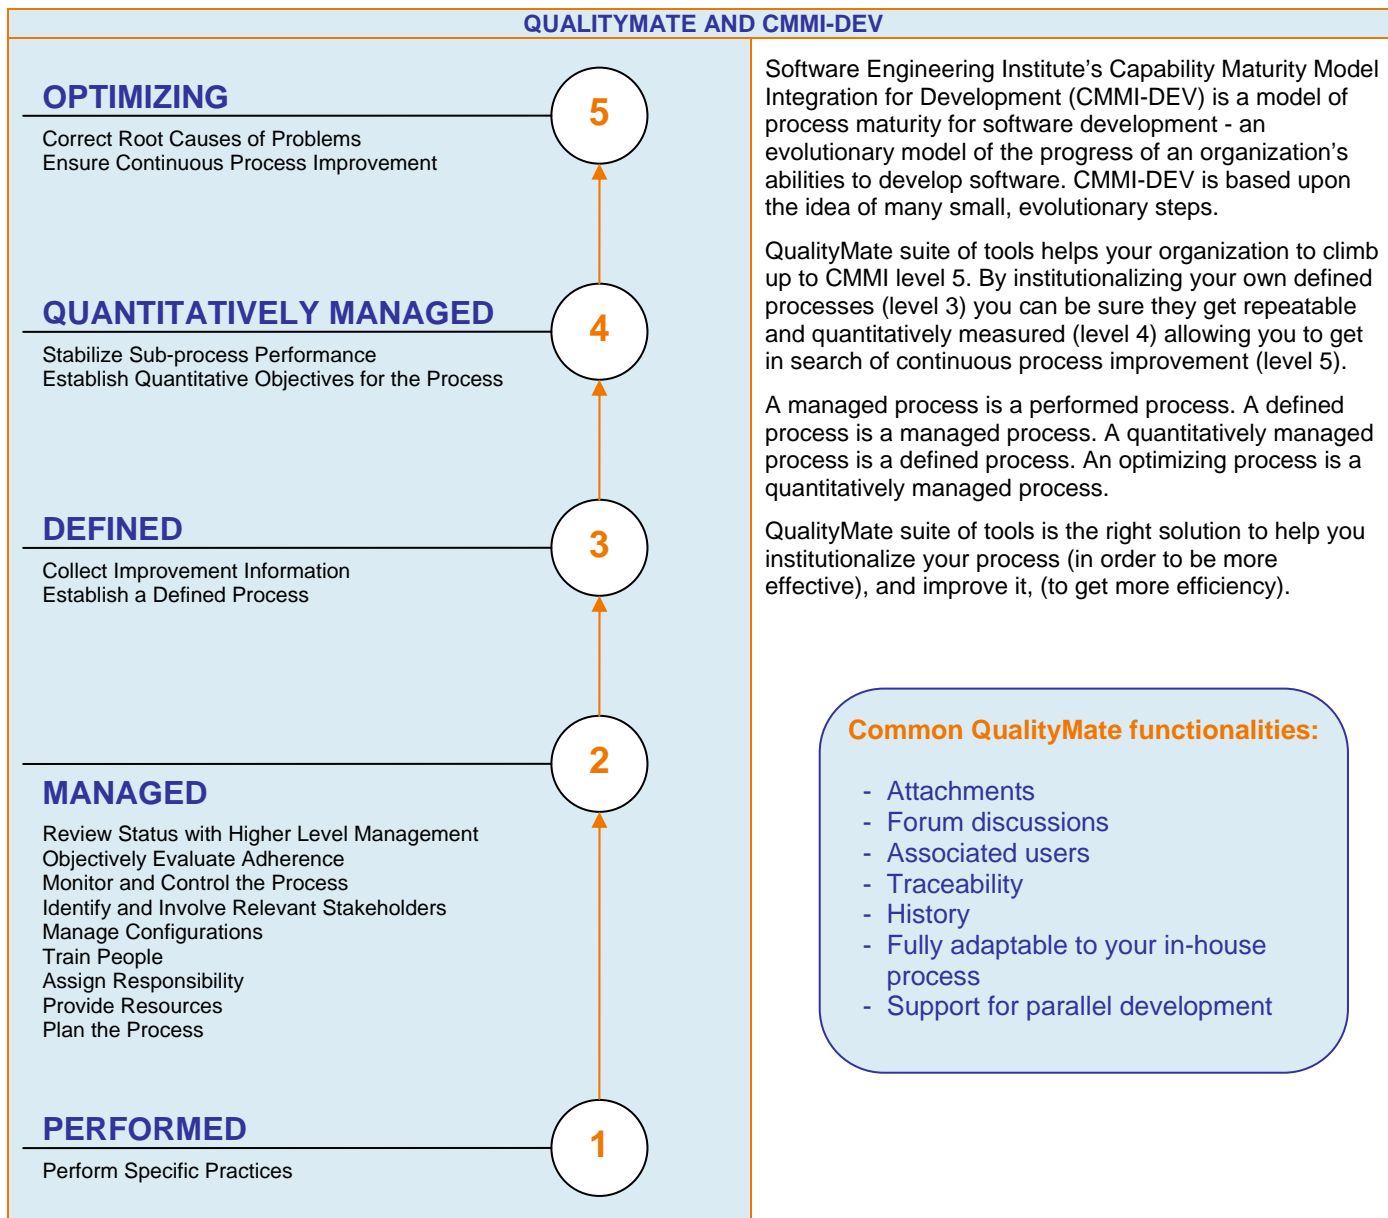 QUALITYMATE AND CMMI-DEV
OPTIMIZING
5
Correct Root Causes of Problems
Ensure Continuous Process Improvement
QUANTITATIVELY MANAGED
4
Stabilize Sub-process Performance
Establish Quantitative Objectives for the Process
DEFINED
3
Collect Improvement Information
Establish a Defined Process
2
MANAGED
Review Status with Higher Level Management
Objectively Evaluate Adherence
Monitor and Control the Process
Identify and Involve Relevant Stakeholders
Manage Configurations
Train People
Assign Responsibility
Provide Resources
Plan the Process
PERFORMED
1
Perform Specific Practices
Software Engineering Institute's Capability Maturity Model
Integration for Development (CMMI-DEV) is a model of
process maturity for software development - an
evolutionary model of the progress of an organization's
abilities to develop software. CMMI-DEV is based upon
the idea of many small, evolutionary steps.
QualityMate suite of tools helps your organization to climb
up to CMMI level 5. By institutionalizing your own defined
processes (level 3) you can be sure they get repeatable
and quantitatively measured (level 4) allowing you to get
in search of continuous process improvement (level 5).
A managed process is a performed process. A defined
process is a managed process. A quantitatively managed
process is a defined process. An optimizing process is a
quantitatively managed process.
QualityMate suite of tools is the right solution to help you
institutionalize your process (in order to be more
effective), and improve it, (to get more efficiency).
Common QualityMate functionalities:
- Attachments
- Forum discussions
- Associated users
- Traceability
- History
- Fully adaptable to your in-house
process
- Support for parallel development